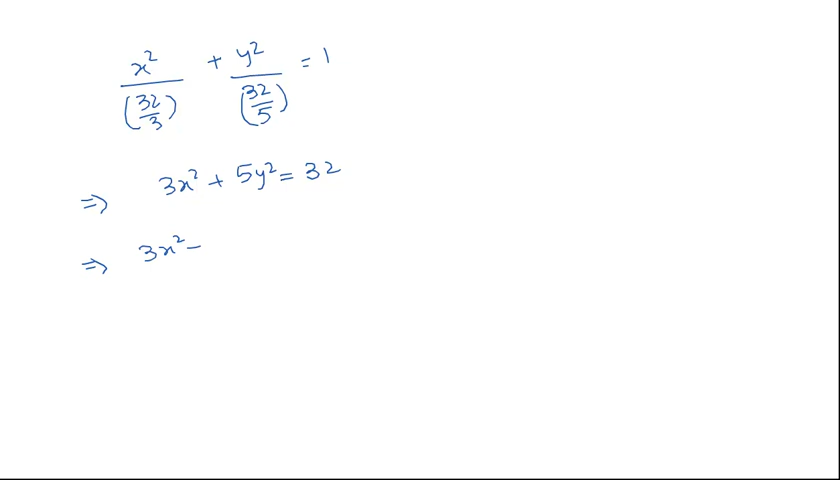 x²/(32/3) + y²/(32/5) = 1
⇒ 3x² + 5y² = 32
⇒ 3x² −